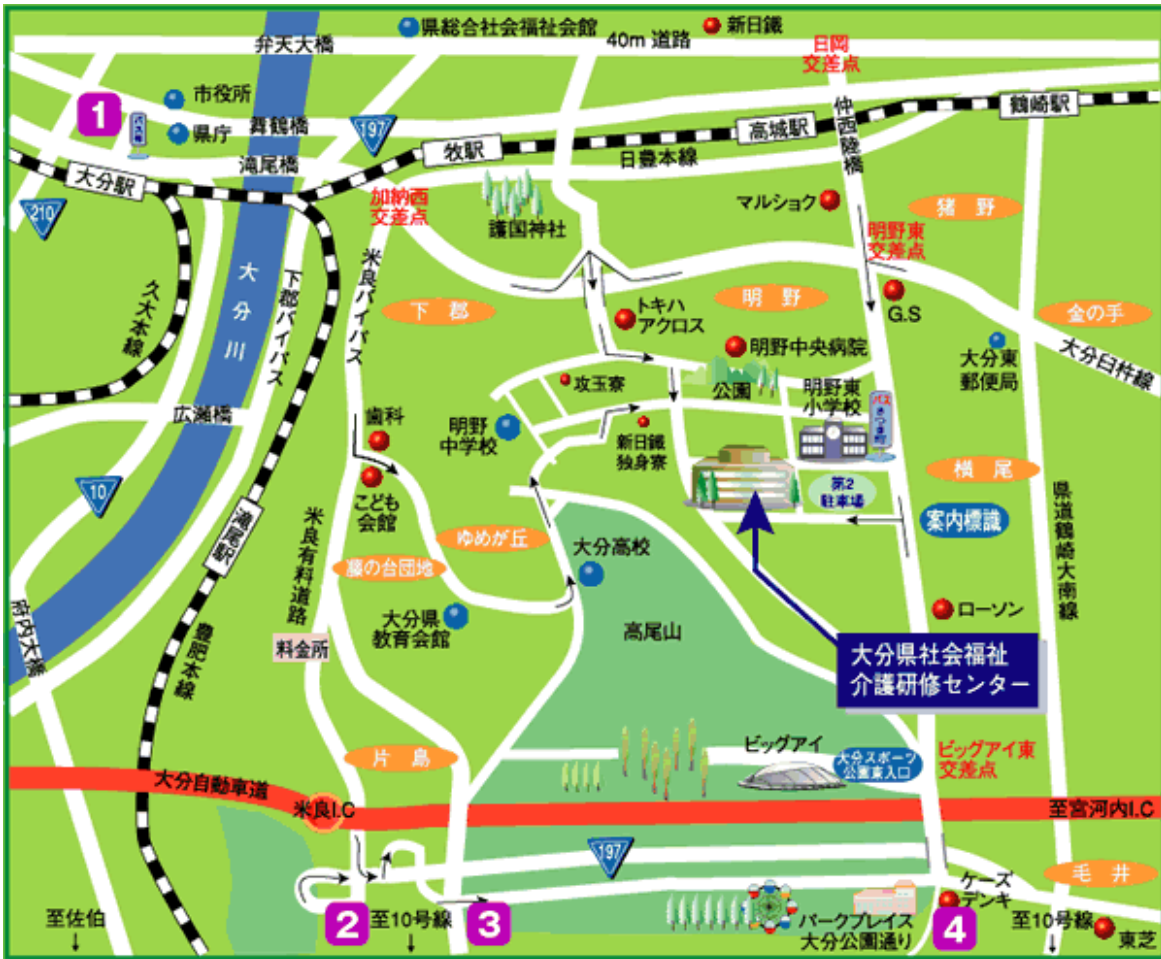 県総合社会福祉会館
新日鐵
弁天大橋
40m 道路
日岡
交差点
1
市役所
県庁
バス停
舞鶴橋
197
滝尾橋
大分駅
牧駅
高城駅
鶴崎駅
日豊本線
仲西陸橋
210
加納西
交差点
護国神社
マルショク
猪野
明野東
交差点
大分川
久大本線
下郡バイパス
米良バイパス
下郡
トキハ
アクロス
明野
G.S
金の手
明野中央病院
大分東
郵便局
大分臼杵線
攻玉寮
公園
明野東
小学校
バス
さつき町
広瀬橋
歯科
明野
中学校
新日鐵
独身寮
横尾
10
こども
会館
第2
駐車場
案内標識
県道鶴崎大南線
滝尾駅
米良有料道路
ゆめが丘
大分高校
藤の台団地
大分県
教育会館
ローソン
府内大橋
豊肥本線
料金所
高尾山
大分県社会福祉
介護研修センター
片島
ビッグアイ
大分スポーツ
公園東入口
ビッグアイ東
交差点
大分自動車道
米良I.C
至宮河内I.C
197
毛井
ケーズ
デンキ
至佐伯
2
至10号線
3
パークプレイス
大分公園通り
4
至10号線
東芝